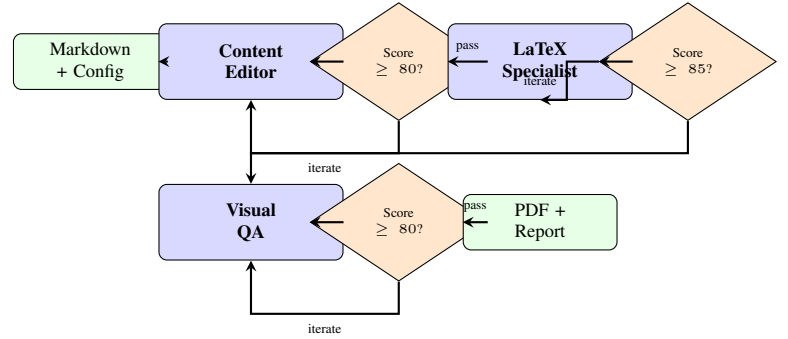 Markdown
+ Config
Content
Editor
Score
≥ 80?
pass
LaTeX
Specialist
iterate
Score
≥ 85?
iterate
Visual
QA
Score
≥ 80?
pass
PDF +
Report
iterate